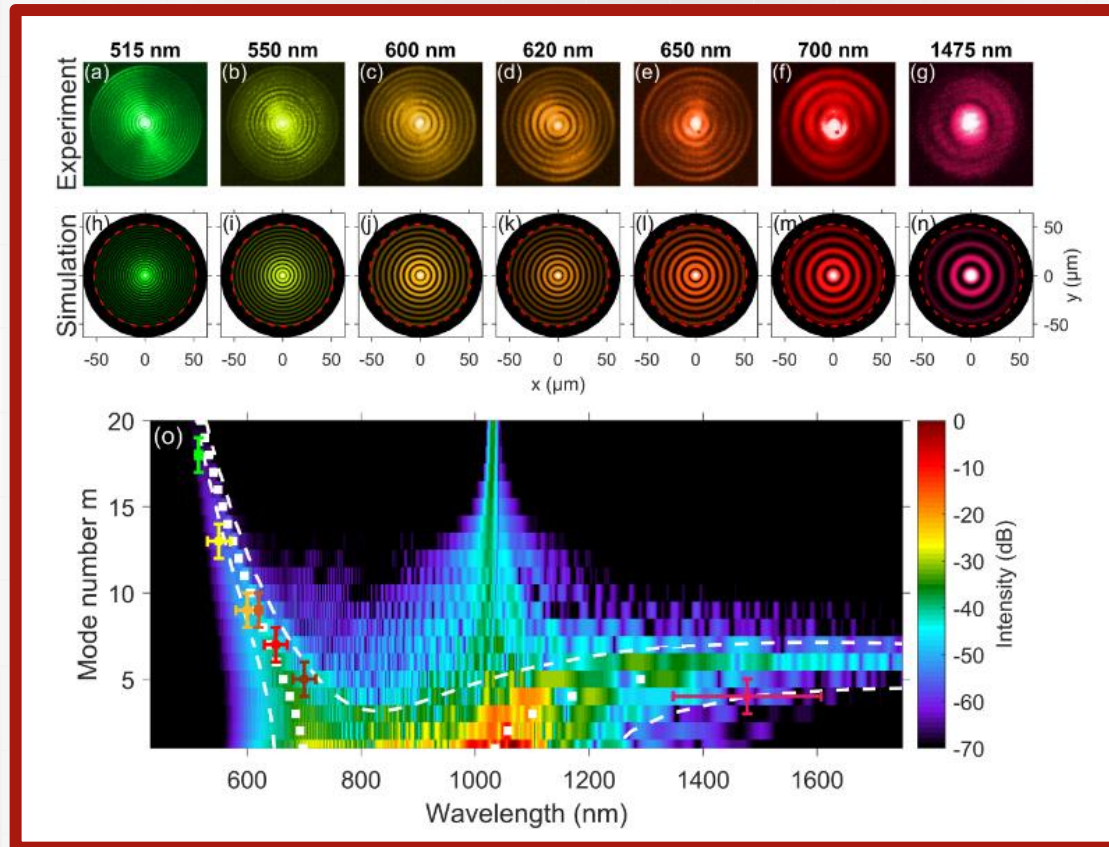 515 nm 550 nm 600 nm 620 nm 650 nm 700 nm 1475 nm
Experiment
(a) (b) (c) (d) (e) (f) (g)
Simulation
(h) (i) (j) (k) (l) (m) (n)
50
0
-50
y (µm)
-50 0 50 -50 0 50 -50 0 50 -50 0 50 -50 0 50 -50 0 50 -50 0 50
x (µm)
(o)
Mode number m
20
15
10
5
600 800 1000 1200 1400 1600
Wavelength (nm)
0
-10
-20
-30
-40
-50
-60
-70
Intensity (dB)